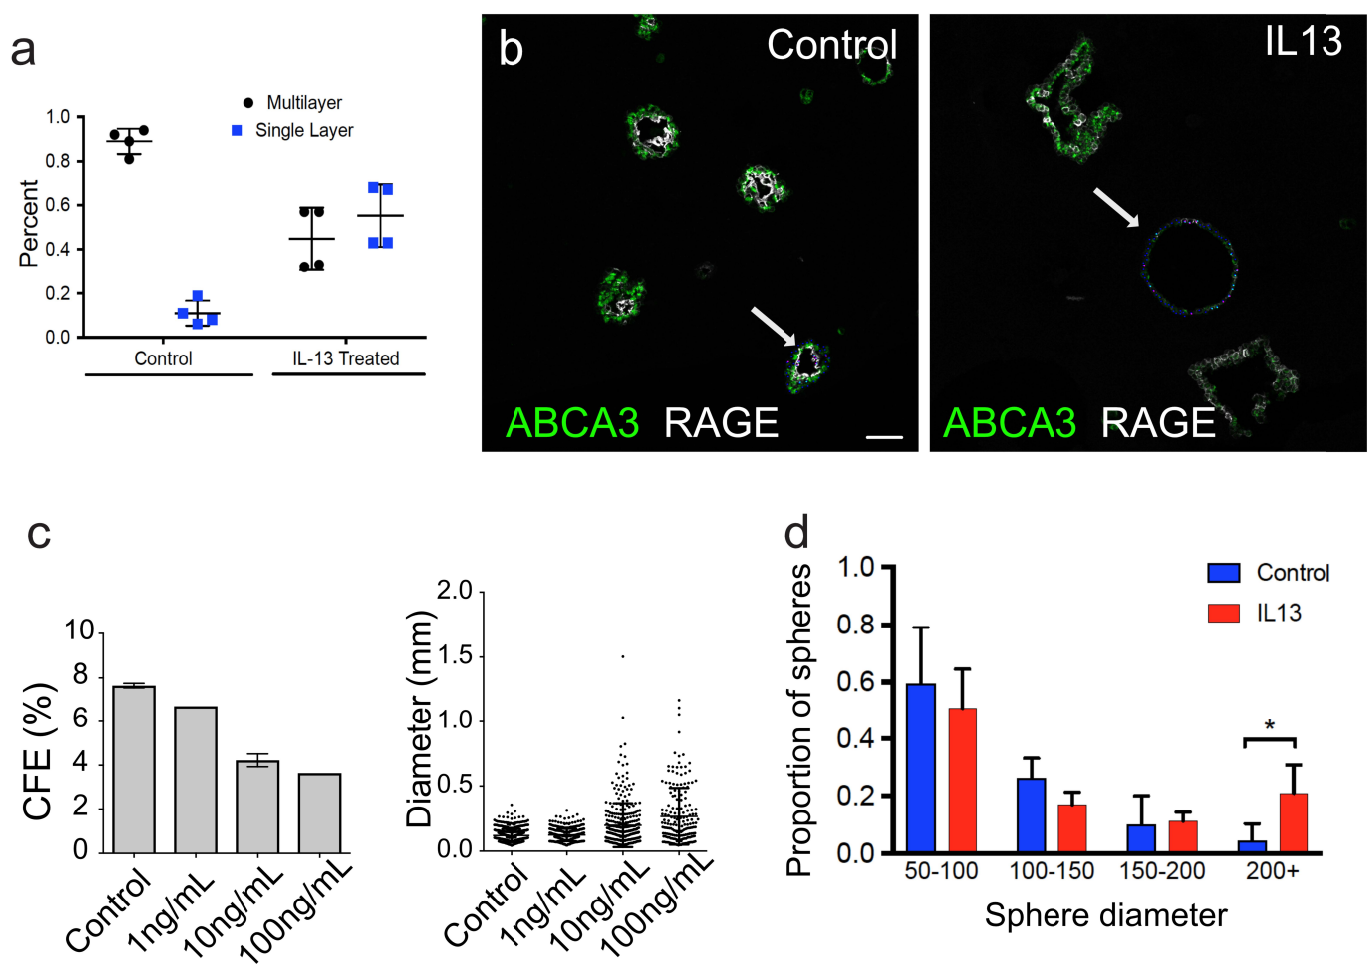 a
Multilayer
Single Layer
Percent
1.0
0.8
0.6
0.4
0.2
0.0
Control
IL-13 Treated
b
Control
ABCA3 RAGE
IL13
ABCA3 RAGE
c
CFE (%)
10
8
6
4
2
0
Control
1ng/mL
10ng/mL
100ng/mL
Diameter (mm)
2.0
1.5
1.0
0.5
0.0
Control
1ng/mL
10ng/mL
100ng/mL
d
Proportion of spheres
1.0
0.8
0.6
0.4
0.2
0.0
Control
IL13
*
50-100
100-150
150-200
200+
Sphere diameter